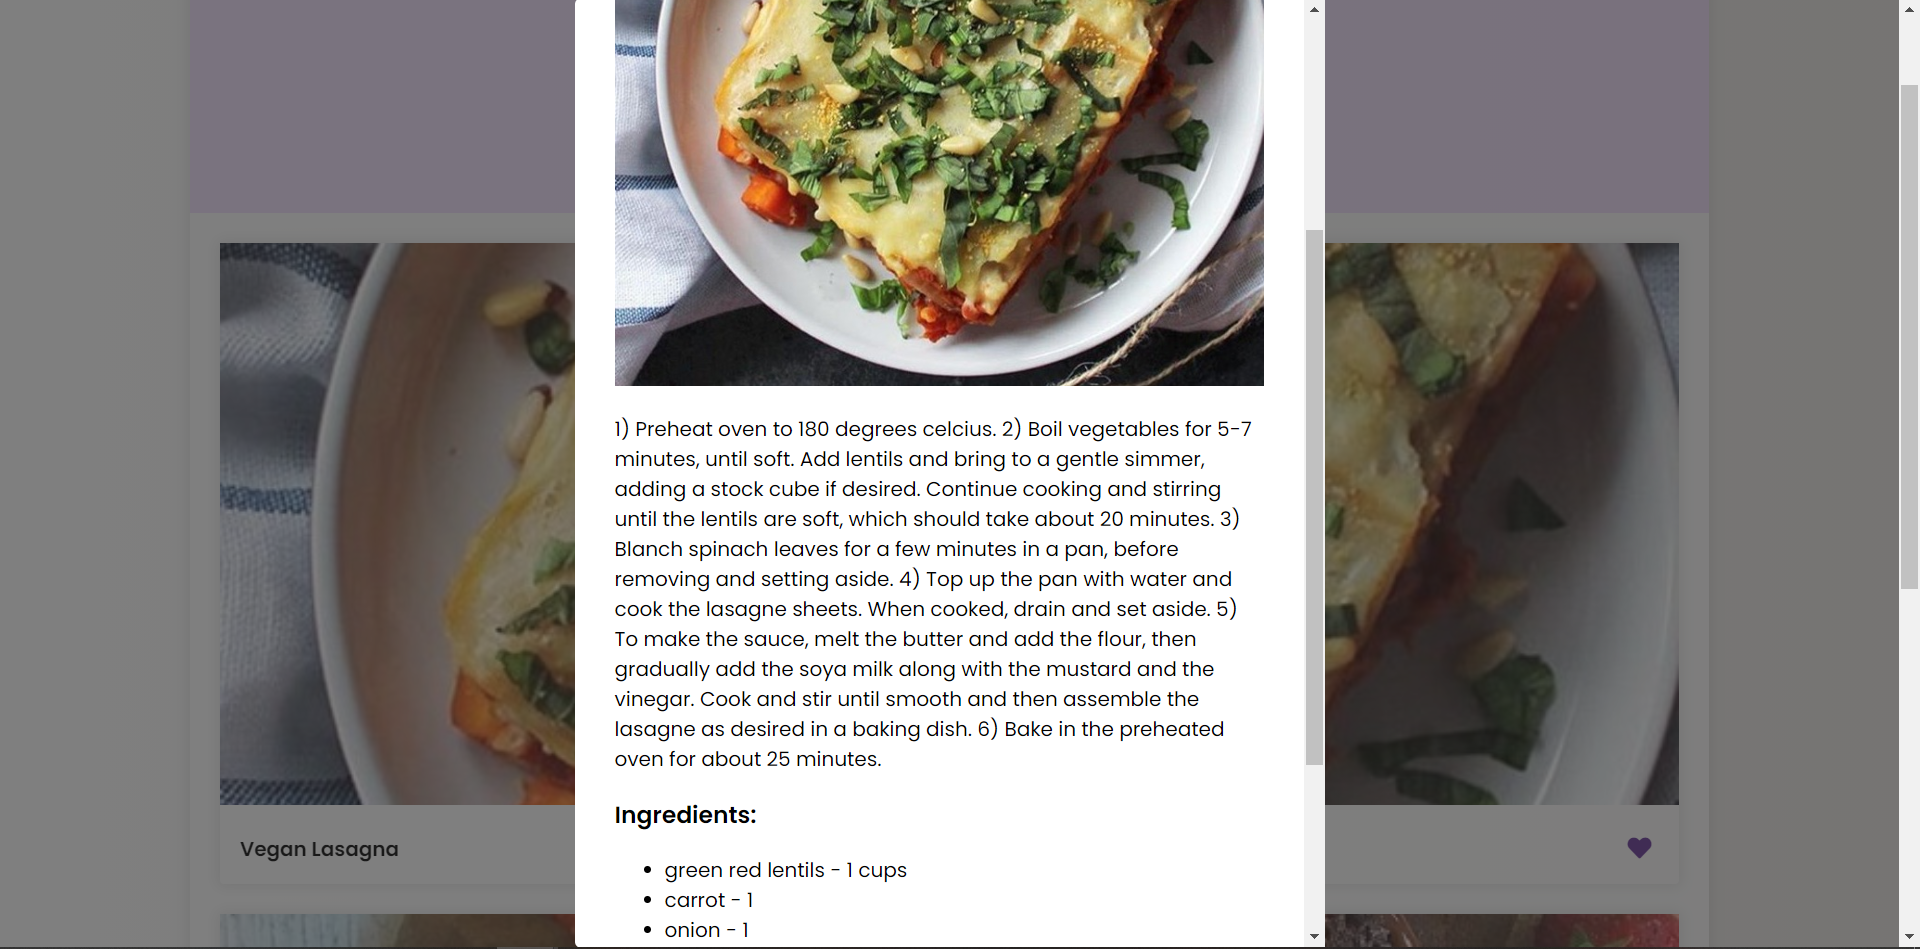 1) Preheat oven to 180 degrees celcius. 2) Boil vegetables for 5-7
minutes, until soft. Add lentils and bring to a gentle simmer,
adding a stock cube if desired. Continue cooking and stirring
until the lentils are soft, which should take about 20 minutes. 3)
Blanch spinach leaves for a few minutes in a pan, before
removing and setting aside. 4) Top up the pan with water and
cook the lasagne sheets. When cooked, drain and set aside. 5)
To make the sauce, melt the butter and add the flour, then
gradually add the soya milk along with the mustard and the
vinegar. Cook and stir until smooth and then assemble the
lasagne as desired in a baking dish. 6) Bake in the preheated
oven for about 25 minutes.
Ingredients:
• green red lentils - 1 cups
• carrot - 1
• onion - 1
Vegan Lasagna